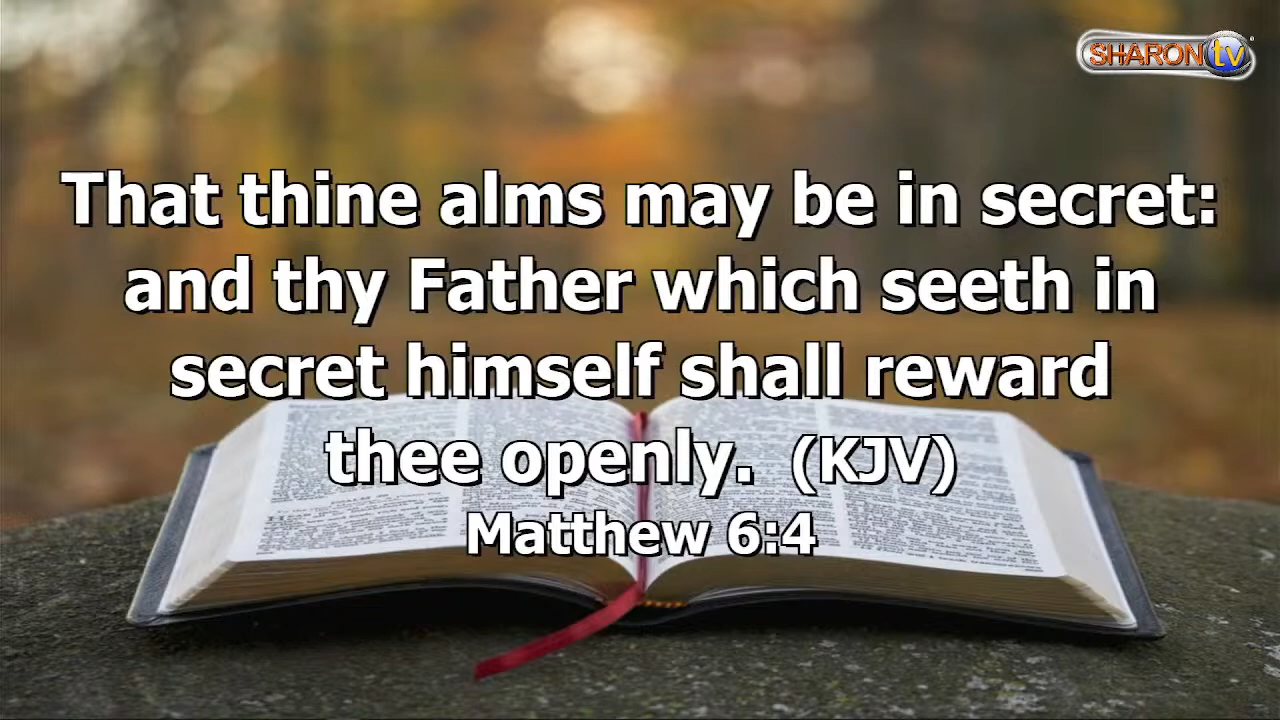 SHARON tv
That thine alms may be in secret:
and thy Father which seeth in
secret himself shall reward
thee openly. (KJV)
Matthew 6:4